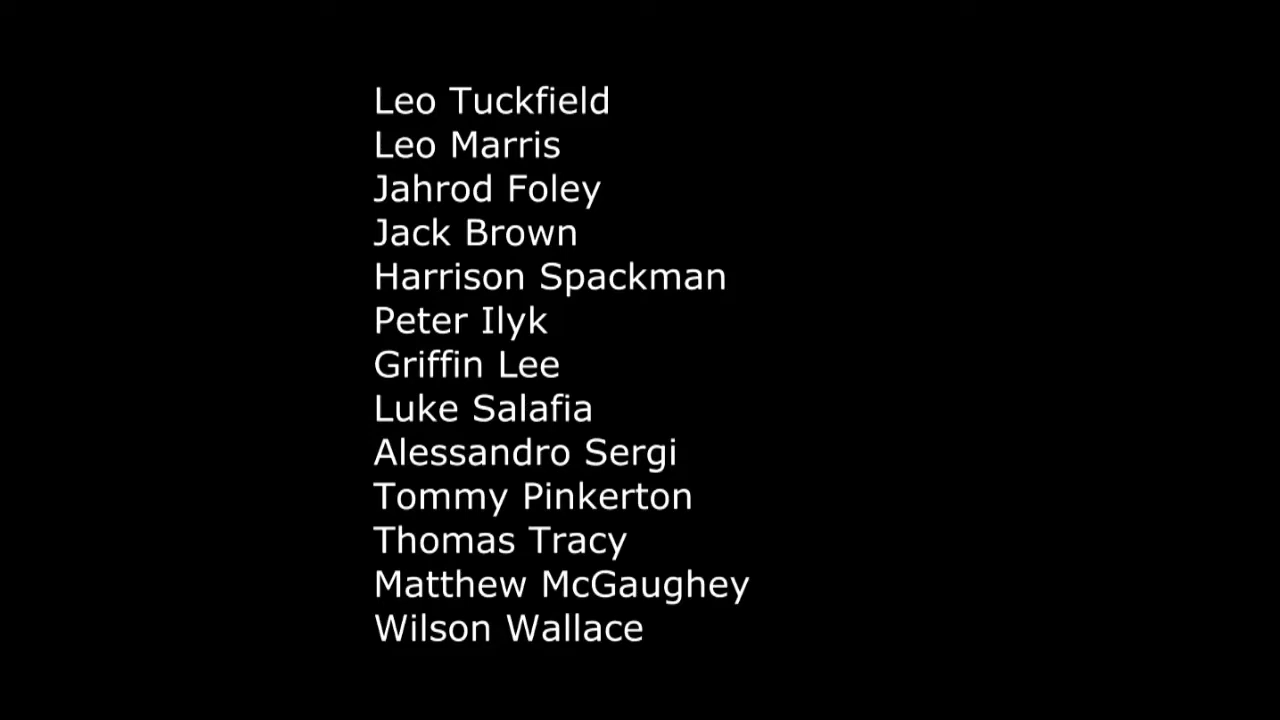 Leo Tuckfield
Leo Marris
Jahrod Foley
Jack Brown
Harrison Spackman
Peter Ilyk
Griffin Lee
Luke Salafia
Alessandro Sergi
Tommy Pinkerton
Thomas Tracy
Matthew McGaughey
Wilson Wallace